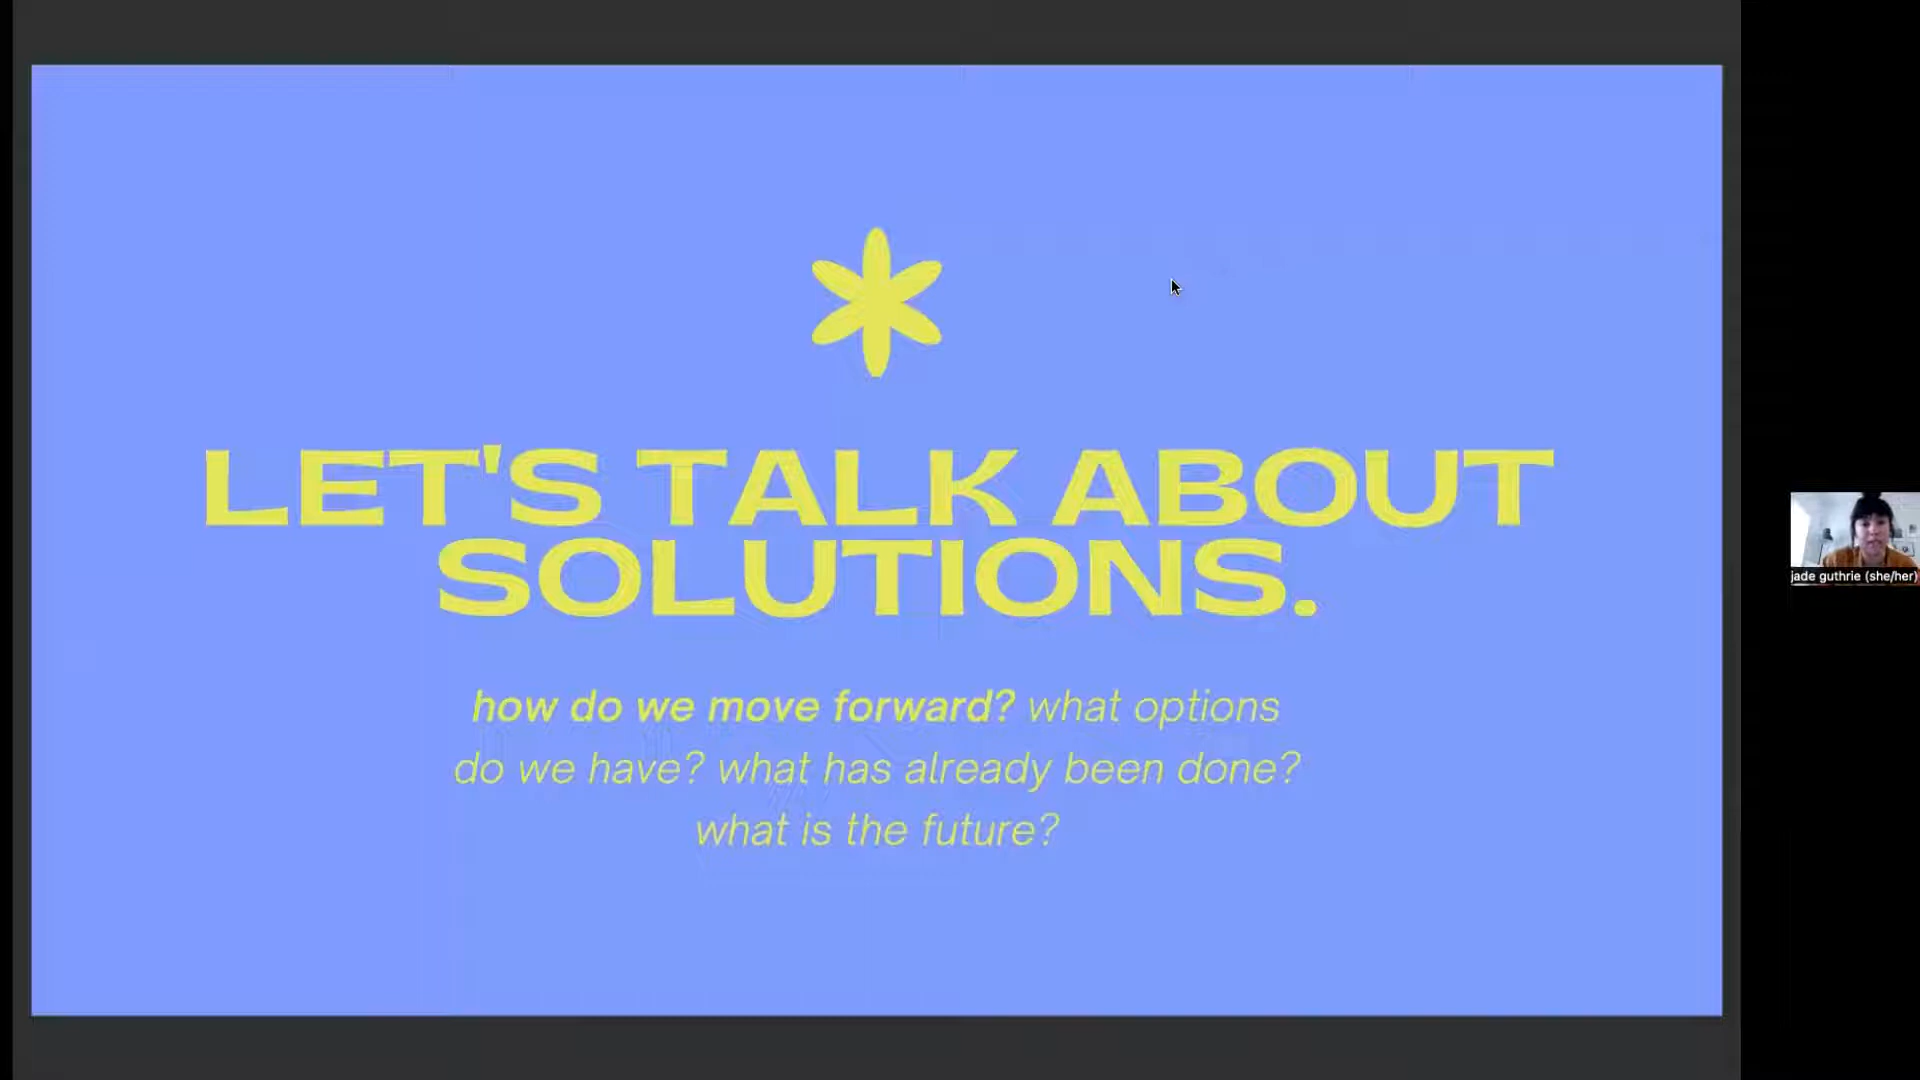 LET'S TALK ABOUT
SOLUTIONS.
how do we move forward? what options
do we have? what has already been done?
what is the future?
jade guthrie (she/her)